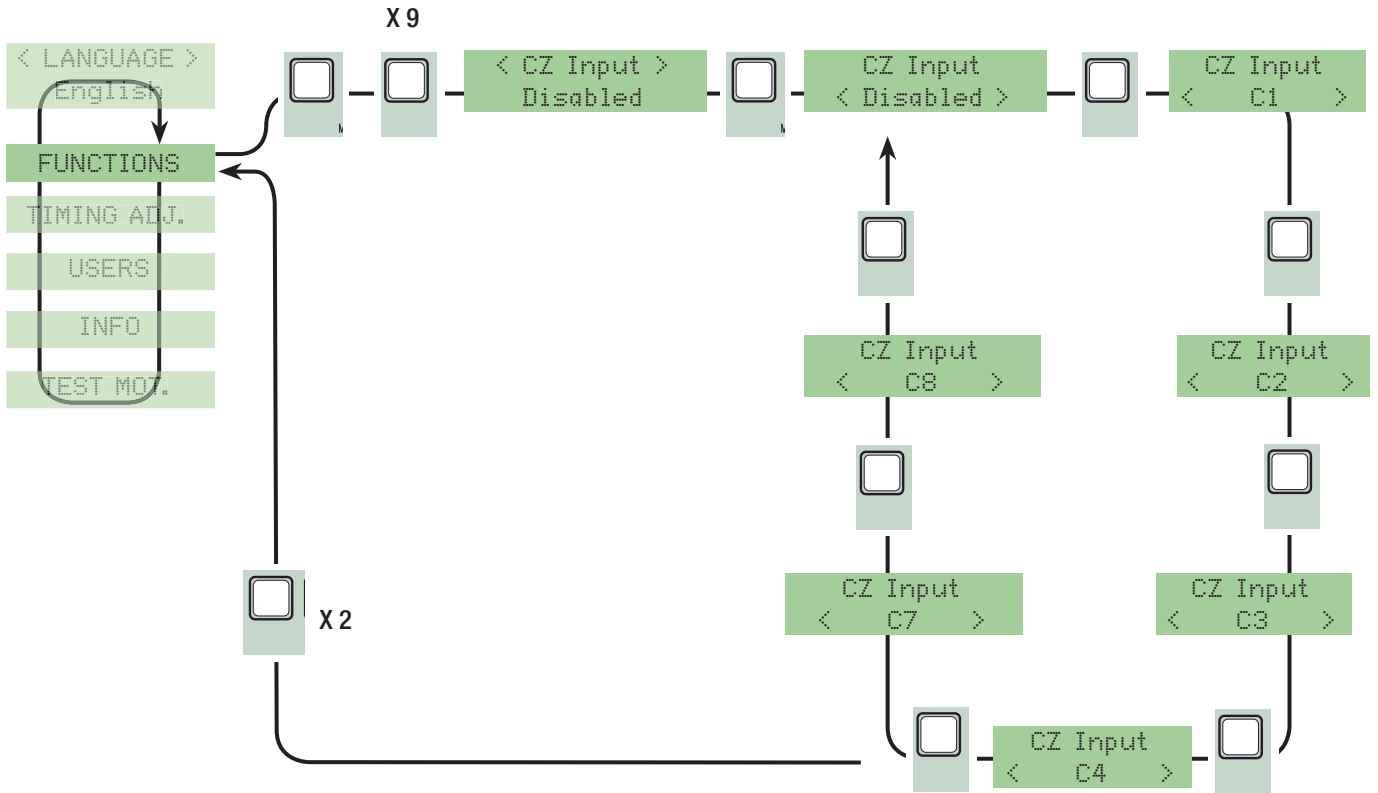 X 9
< LANGUAGE >
English
FUNCTIONS
TIMING ADJ.
USERS
INFO
TEST MOT.
< CZ Input >
Disabled
CZ Input
< Disabled >
CZ Input
< C1 >
CZ Input
< C2 >
CZ Input
< C3 >
CZ Input
< C4 >
CZ Input
< C7 >
CZ Input
< C8 >
X 2